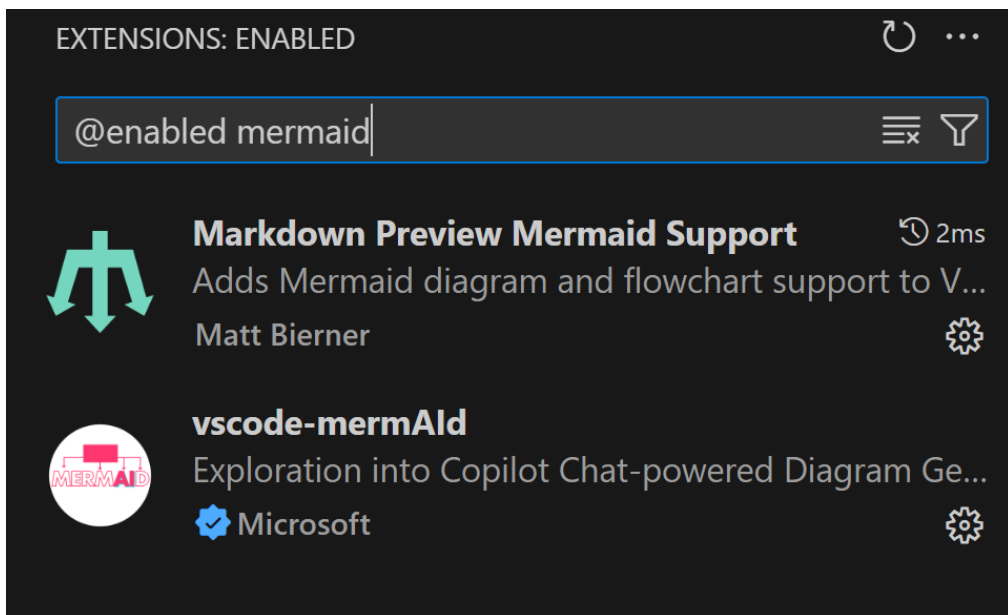 EXTENSIONS: ENABLED
@enabled mermaid
Markdown Preview Mermaid Support 2ms
Adds Mermaid diagram and flowchart support to V...
Matt Bierner
vscode-mermAId
MERMAID
Exploration into Copilot Chat-powered Diagram Ge...
Microsoft